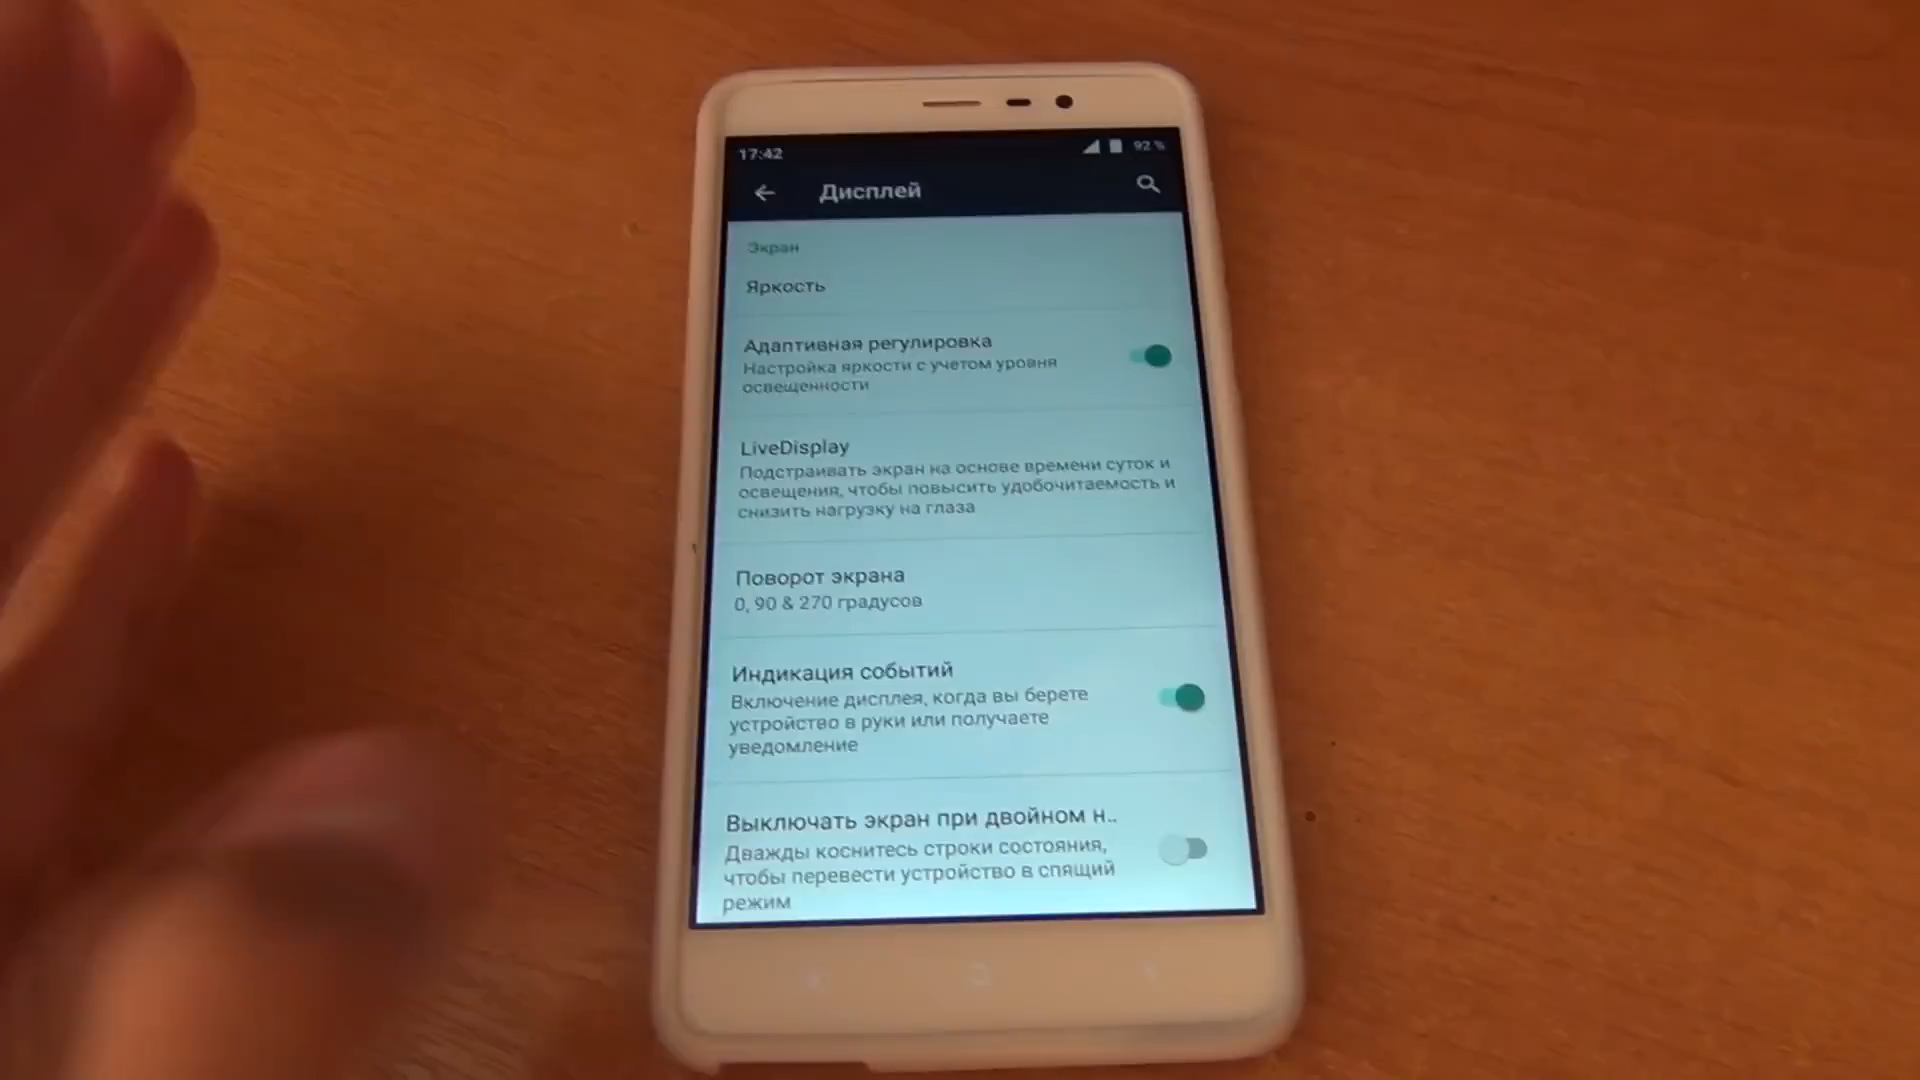 17:42
92 %
Дисплей
Экран
Яркость
Адаптивная регулировка
Настройка яркости с учетом уровня
освещенности
LiveDisplay
Подстраивать экран на основе времени суток и
освещения, чтобы повысить удобочитаемость и
снизить нагрузку на глаза
Поворот экрана
0, 90 & 270 градусов
Индикация событий
Включение дисплея, когда вы берете
устройство в руки или получаете
уведомление
Выключать экран при двойном н..
Дважды коснитесь строки состояния,
чтобы перевести устройство в спящий
режим